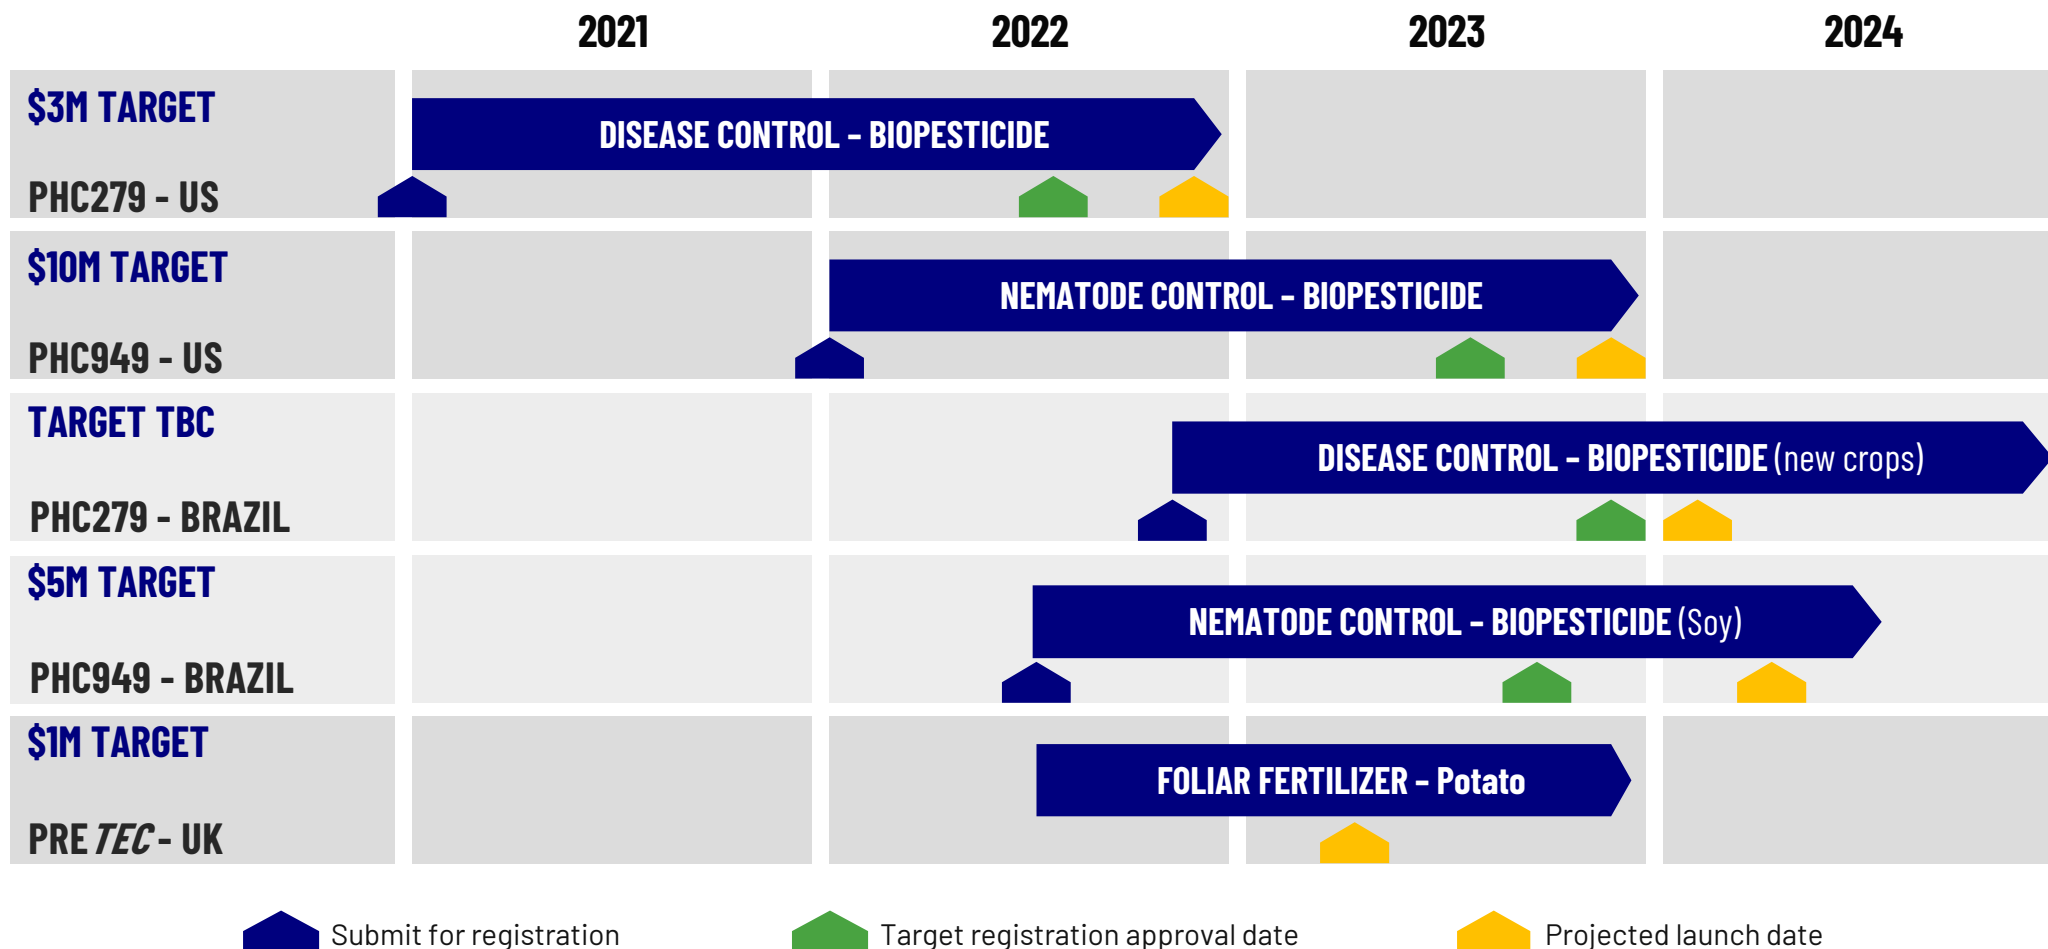 2021 2022 2023 2024
$3M TARGET
DISEASE CONTROL – BIOPESTICIDE
PHC279 - US
$10M TARGET
NEMATODE CONTROL – BIOPESTICIDE
PHC949 - US
TARGET TBC
DISEASE CONTROL – BIOPESTICIDE (new crops)
PHC279 - BRAZIL
$5M TARGET
NEMATODE CONTROL – BIOPESTICIDE (Soy)
PHC949 - BRAZIL
$1M TARGET
FOLIAR FERTILIZER – Potato
PRETEC - UK
Submit for registration Target registration approval date Projected launch date